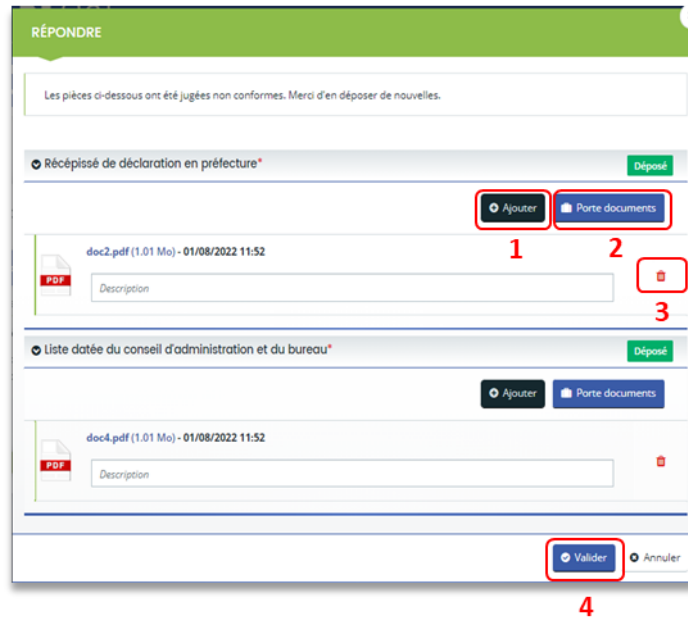 RÉPONDRE
Les pièces ci-dessous ont été jugées non conformes. Merci d'en déposer de nouvelles.
Récépissé de déclaration en préfecture*
Déposé
Ajouter
Porte documents
1
2
doc2.pdf (1.01 Mo) - 01/08/2022 11:52
PDF
Description
3
Liste datée du conseil d'administration et du bureau*
Déposé
Ajouter
Porte documents
doc4.pdf (1.01 Mo) - 01/08/2022 11:52
PDF
Description
Valider
Annuler
4